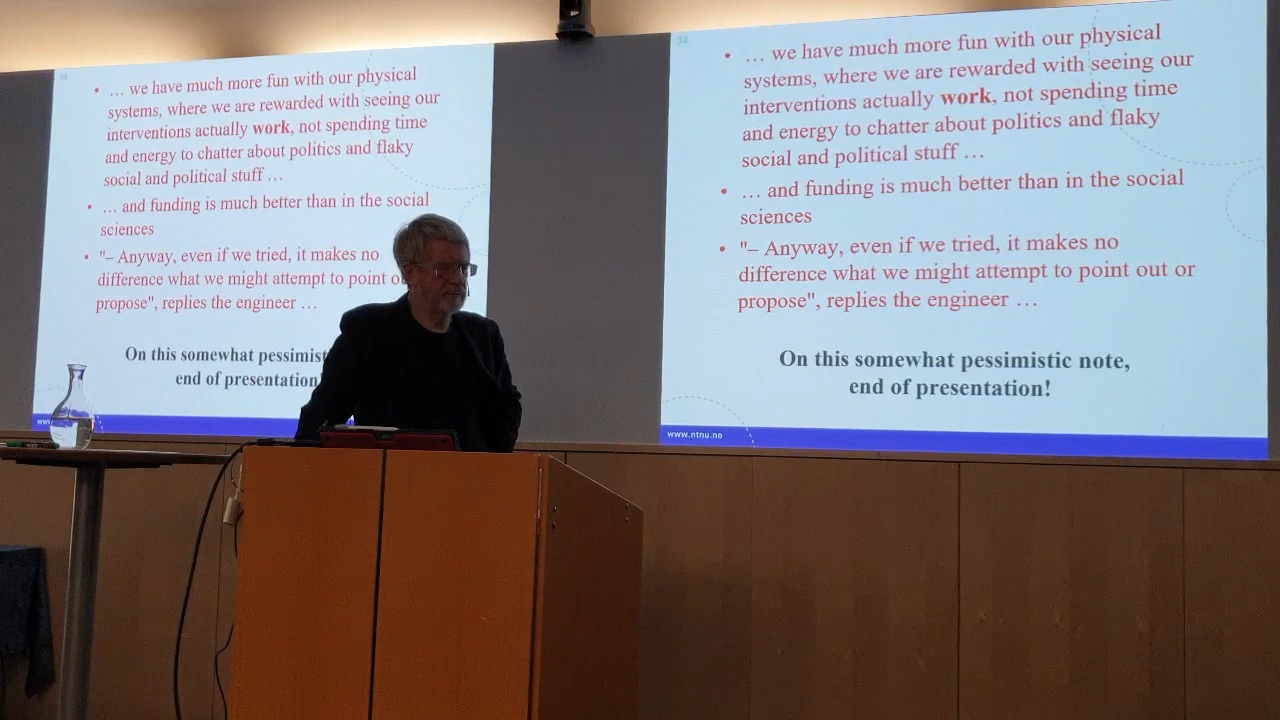 … we have much more fun with our physical
systems, where we are rewarded with seeing our
interventions actually work, not spending time
and energy to chatter about politics and flaky
social and political stuff …
… and funding is much better than in the social
sciences
"– Anyway, even if we tried, it makes no
difference what we might attempt to point o
propose", replies the engineer …
On this somewhat pessimist
end of presentation
ww
… we have much more fun with our physical
systems, where we are rewarded with seeing our
interventions actually work, not spending time
and energy to chatter about politics and flaky
social and political stuff …
… and funding is much better than in the social
sciences
"– Anyway, even if we tried, it makes no
difference what we might attempt to point out or
propose", replies the engineer …
On this somewhat pessimistic note,
end of presentation!
www.ntnu.no